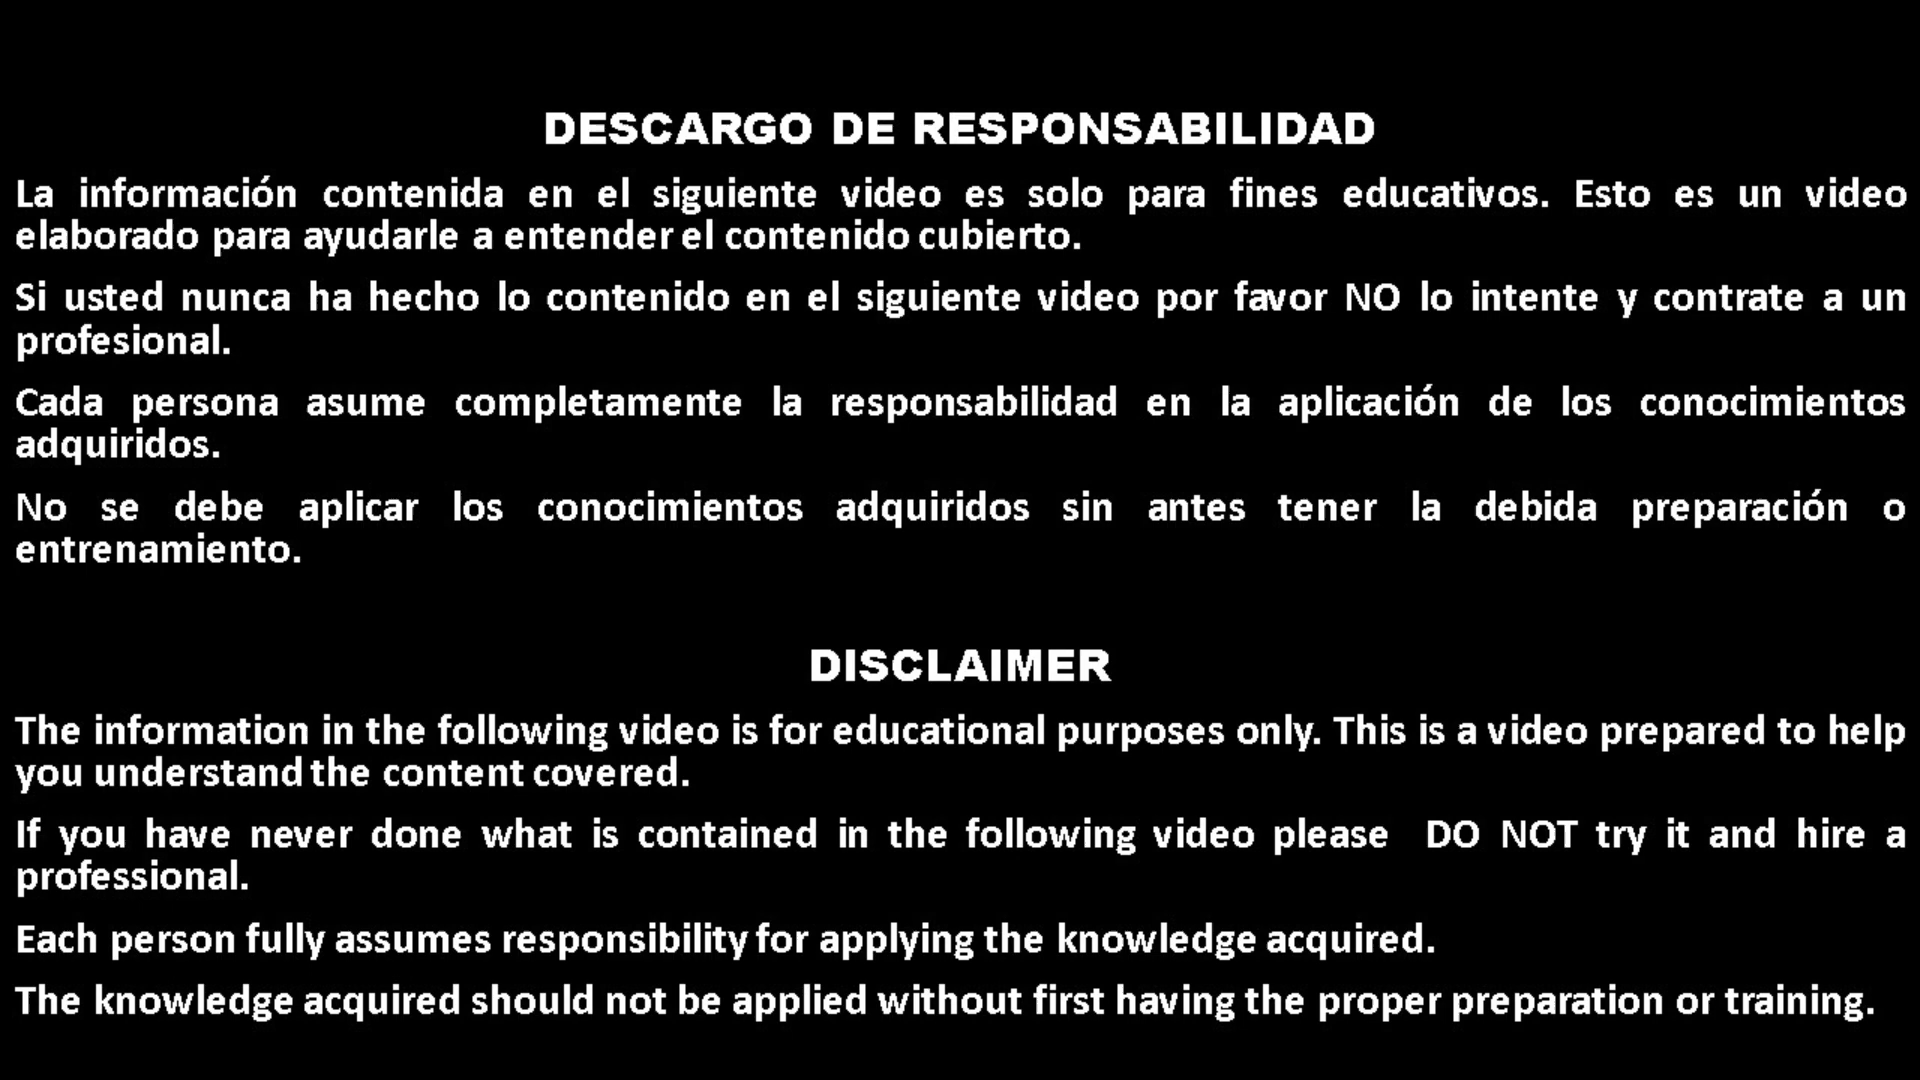 DESCARGO DE RESPONSABILIDAD
La información contenida en el siguiente video es solo para fines educativos. Esto es un video
elaborado para ayudarle a entender el contenido cubierto.
Si usted nunca ha hecho lo contenido en el siguiente video por favor NO lo intente y contrate a un
profesional.
Cada persona asume completamente la responsabilidad en la aplicación de los conocimientos
adquiridos.
No se debe aplicar los conocimientos adquiridos sin antes tener la debida preparación o
entrenamiento.
DISCLAIMER
The information in the following video is for educational purposes only. This is a video prepared to help
you understand the content covered.
If you have never done what is contained in the following video please DO NOT try it and hire a
professional.
Each person fully assumes responsibility for applying the knowledge acquired.
The knowledge acquired should not be applied without first having the proper preparation or training.